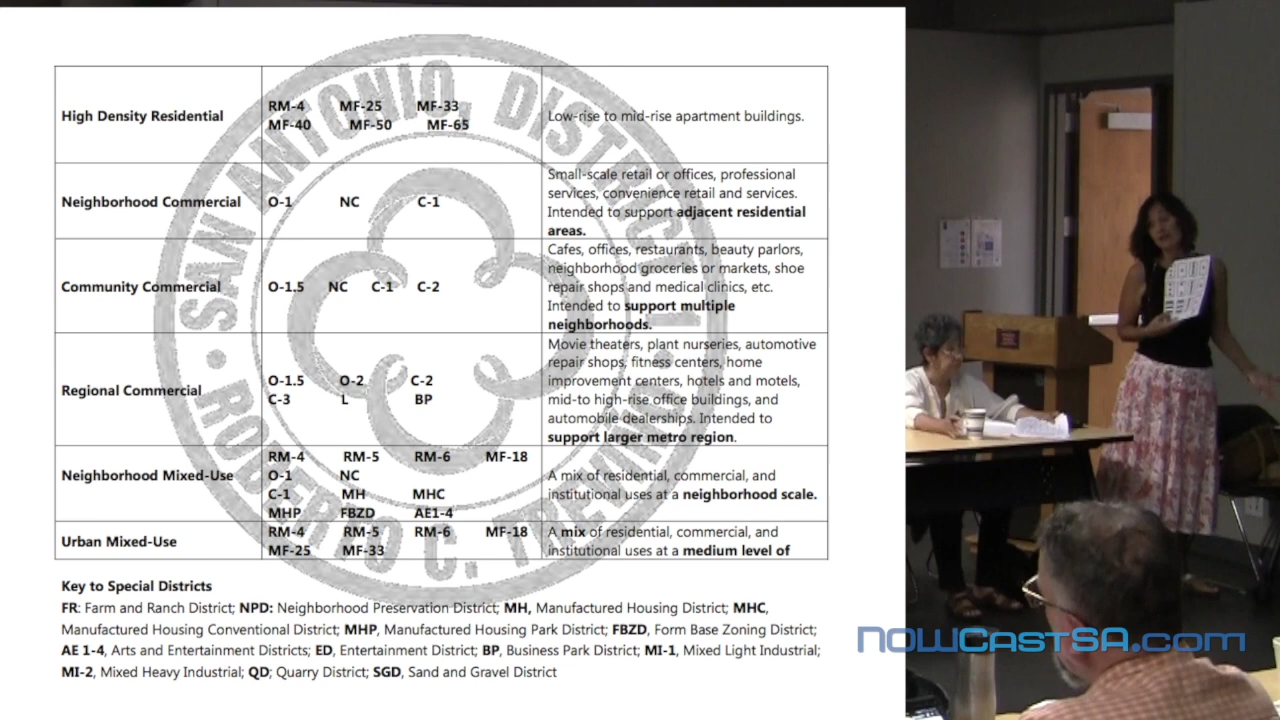 SAN ANTONIO, DISTRICT 1
ROBERTO C. TREVIÑO
High Density Residential
RM-4 MF-25 MF-33
MF-40 MF-50 MF-65
Low-rise to mid-rise apartment buildings.
Neighborhood Commercial
O-1 NC C-1
Small-scale retail or offices, professional
services, convenience retail and services.
Intended to support adjacent residential
areas.
Community Commercial
O-1.5 NC C-1 C-2
Cafes, offices, restaurants, beauty parlors,
neighborhood groceries or markets, shoe
repair shops and medical clinics, etc.
Intended to support multiple
neighborhoods.
Regional Commercial
O-1.5 O-2 C-2
C-3 L BP
Movie theaters, plant nurseries, automotive
repair shops, fitness centers, home
improvement centers, hotels and motels,
mid-to high-rise office buildings, and
automobile dealerships. Intended to
support larger metro region.
Neighborhood Mixed-Use
RM-4 RM-5 RM-6 MF-18
O-1 NC
C-1 MH MHC
MHP FBZD AE1-4
A mix of residential, commercial, and
institutional uses at a neighborhood scale.
Urban Mixed-Use
RM-4 RM-5 RM-6 MF-18
MF-25 MF-33
A mix of residential, commercial, and
institutional uses at a medium level of
Key to Special Districts
FR: Farm and Ranch District; NPD: Neighborhood Preservation District; MH, Manufactured Housing District; MHC,
Manufactured Housing Conventional District; MHP, Manufactured Housing Park District; FBZD, Form Base Zoning District;
AE 1-4, Arts and Entertainment Districts; ED, Entertainment District; BP, Business Park District; MI-1, Mixed Light Industrial;
MI-2, Mixed Heavy Industrial; QD; Quarry District; SGD, Sand and Gravel District
NOWCASTSA.com